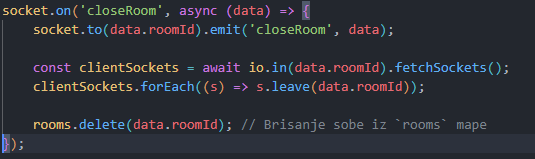 socket.on('closeRoom', async (data) => {
    socket.to(data.roomId).emit('closeRoom', data);

    const clientSockets = await io.in(data.roomId).fetchSockets();
    clientSockets.forEach((s) => s.leave(data.roomId));

    rooms.delete(data.roomId); // Brisanje sobe iz `rooms` mape
});